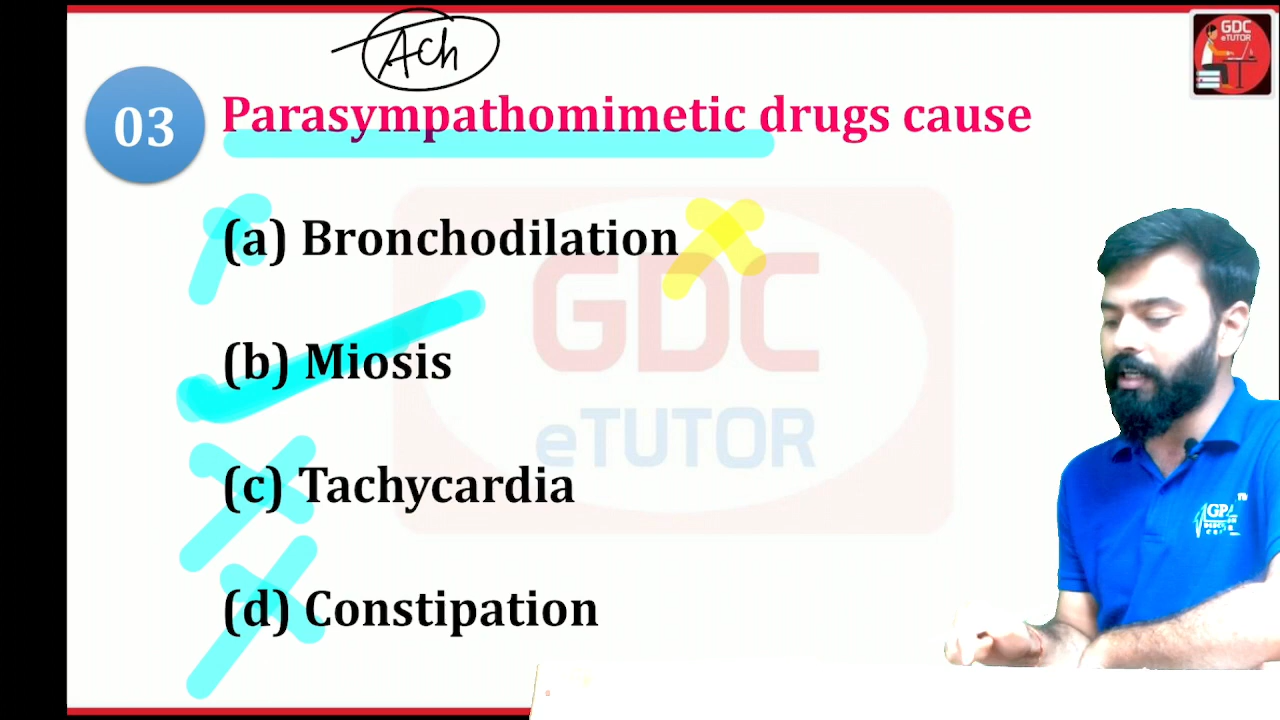 Ach
GDC
eTUTOR
03 Parasympathomimetic drugs cause
(a) Bronchodilation
(b) Miosis
(c) Tachycardia
(d) Constipation
GDC
eTUTOR